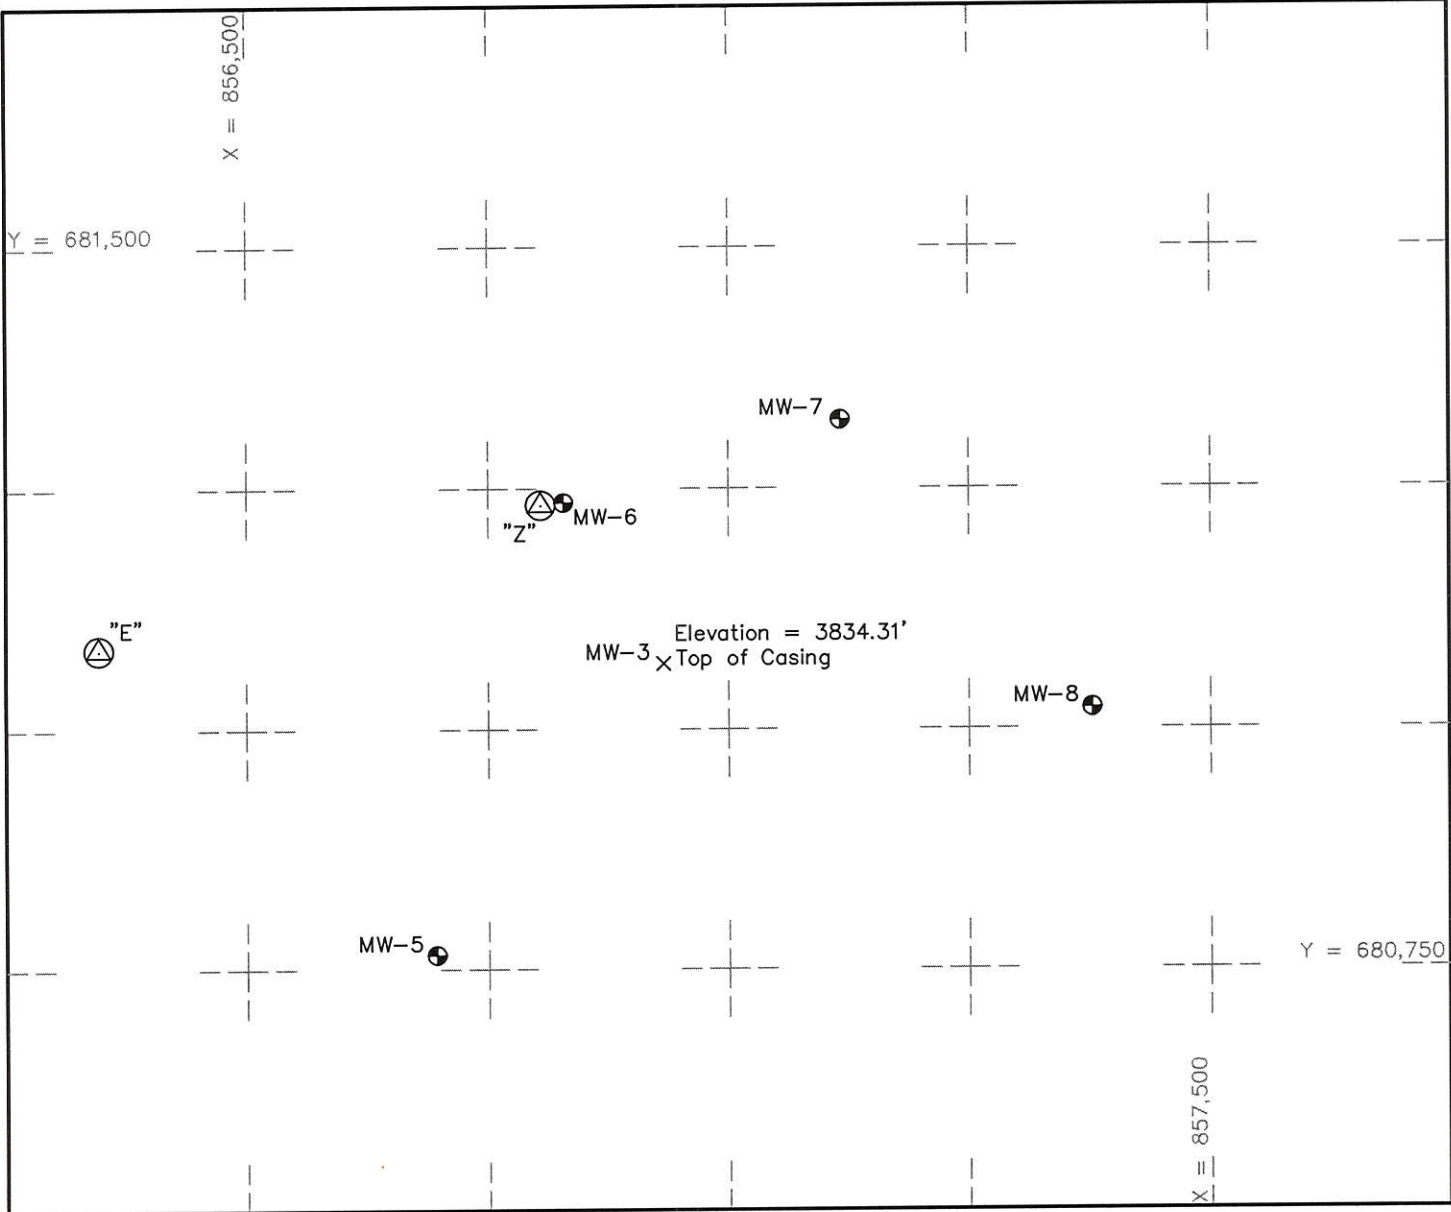 X = 856,500
Y = 681,500
MW-7
"Z"
MW-6
"E"
Elevation = 3834.31'
MW-3
Top of Casing
MW-8
MW-5
Y = 680,750
X = 857,500